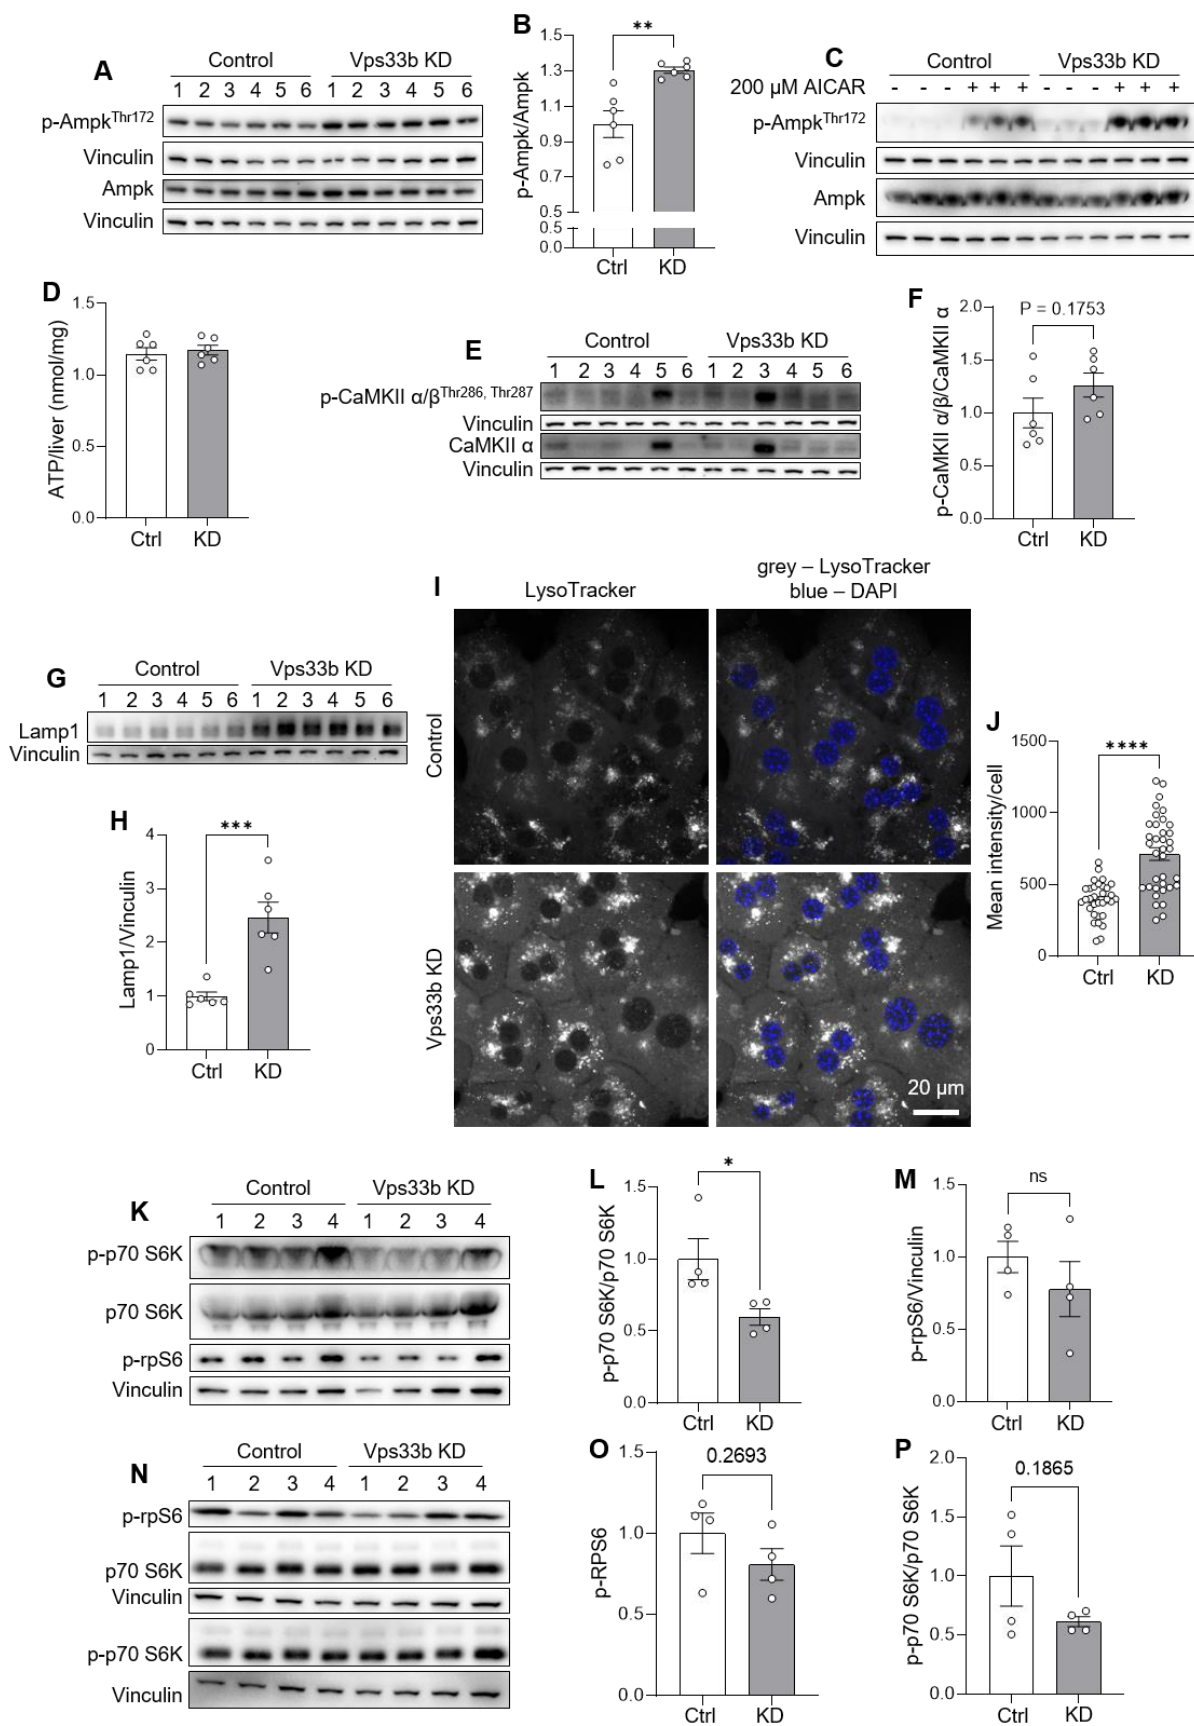 A
Control Vps33b KD
1 2 3 4 5 6 1 2 3 4 5 6
p-Ampk^Thr172
Vinculin
Ampk
Vinculin
B
**
p-Ampk/Ampk
1.5
1.3
1.1
0.9
0.7
0.5
0.5
0.0
Ctrl KD
C
Control Vps33b KD
200 µM AICAR - - - + + + - - - + + +
p-Ampk^Thr172
Vinculin
Ampk
Vinculin
D
ATP/liver (nmol/mg)
1.5
1.0
0.5
0.0
Ctrl KD
E
Control Vps33b KD
1 2 3 4 5 6 1 2 3 4 5 6
p-CaMKII α/β^Thr286, Thr287
Vinculin
CaMKII α
Vinculin
F
P = 0.1753
p-CaMKII α/β/CaMKII α
2.0
1.5
1.0
0.5
0.0
Ctrl KD
G
Control Vps33b KD
1 2 3 4 5 6 1 2 3 4 5 6
Lamp1
Vinculin
H
***
Lamp1/Vinculin
4
3
2
1
0
Ctrl KD
I
LysoTracker
grey – LysoTracker
blue – DAPI
Control
Vps33b KD
20 µm
J
****
Mean intensity/cell
1500
1000
500
0
Ctrl KD
K
Control Vps33b KD
1 2 3 4 1 2 3 4
p-p70 S6K
p70 S6K
p-rpS6
Vinculin
L
*
p-p70 S6K/p70 S6K
1.5
1.0
0.5
0.0
Ctrl KD
M
ns
p-rpS6/Vinculin
1.5
1.0
0.5
0.0
Ctrl KD
N
Control Vps33b KD
1 2 3 4 1 2 3 4
p-rpS6
p70 S6K
Vinculin
p-p70 S6K
Vinculin
O
0.2693
p-RPS6
1.5
1.0
0.5
0.0
Ctrl KD
P
0.1865
p-p70 S6K/p70 S6K
2.0
1.5
1.0
0.5
0.0
Ctrl KD